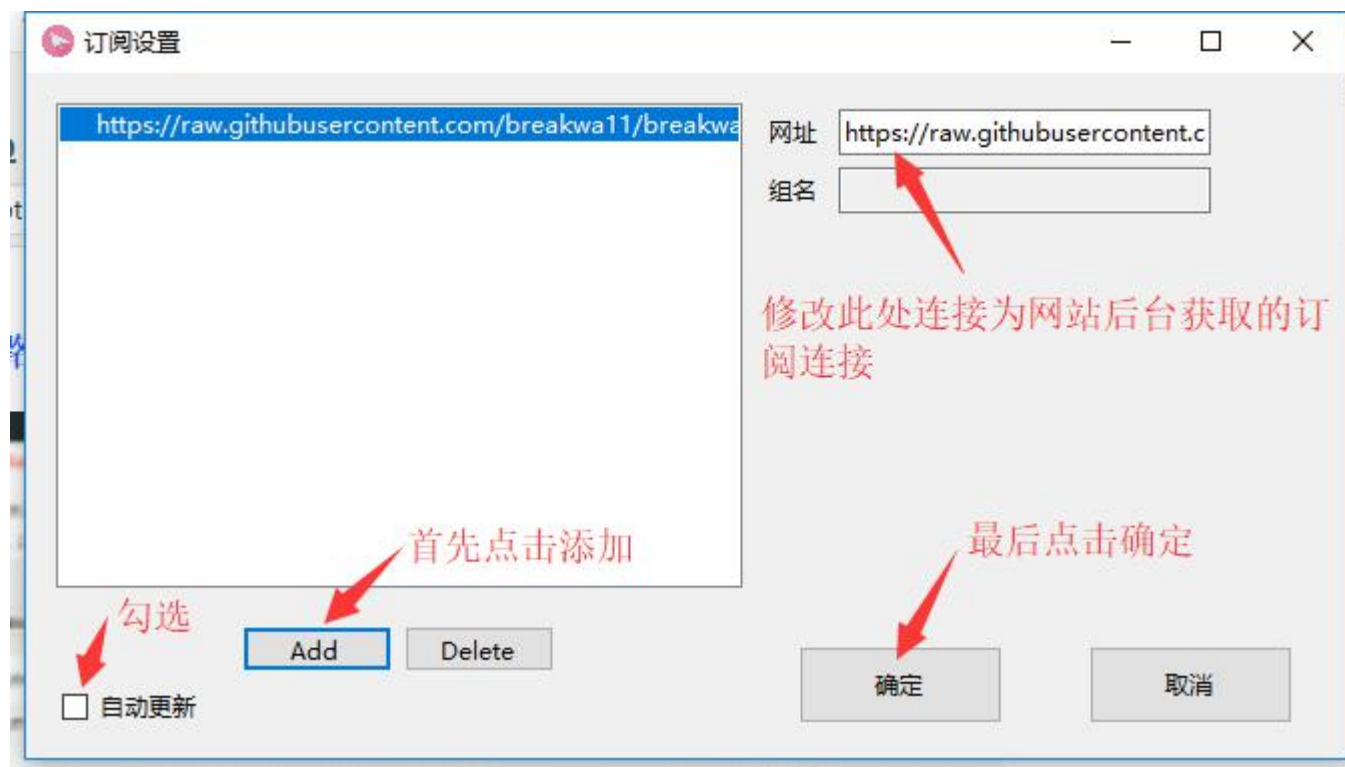 订阅设置
https://raw.githubusercontent.com/breakwa11/breakwa
网址 https://raw.githubusercontent.c
组名
修改此处连接为网站后台获取的订
阅连接
首先点击添加
最后点击确定
勾选
Add Delete
确定 取消
自动更新